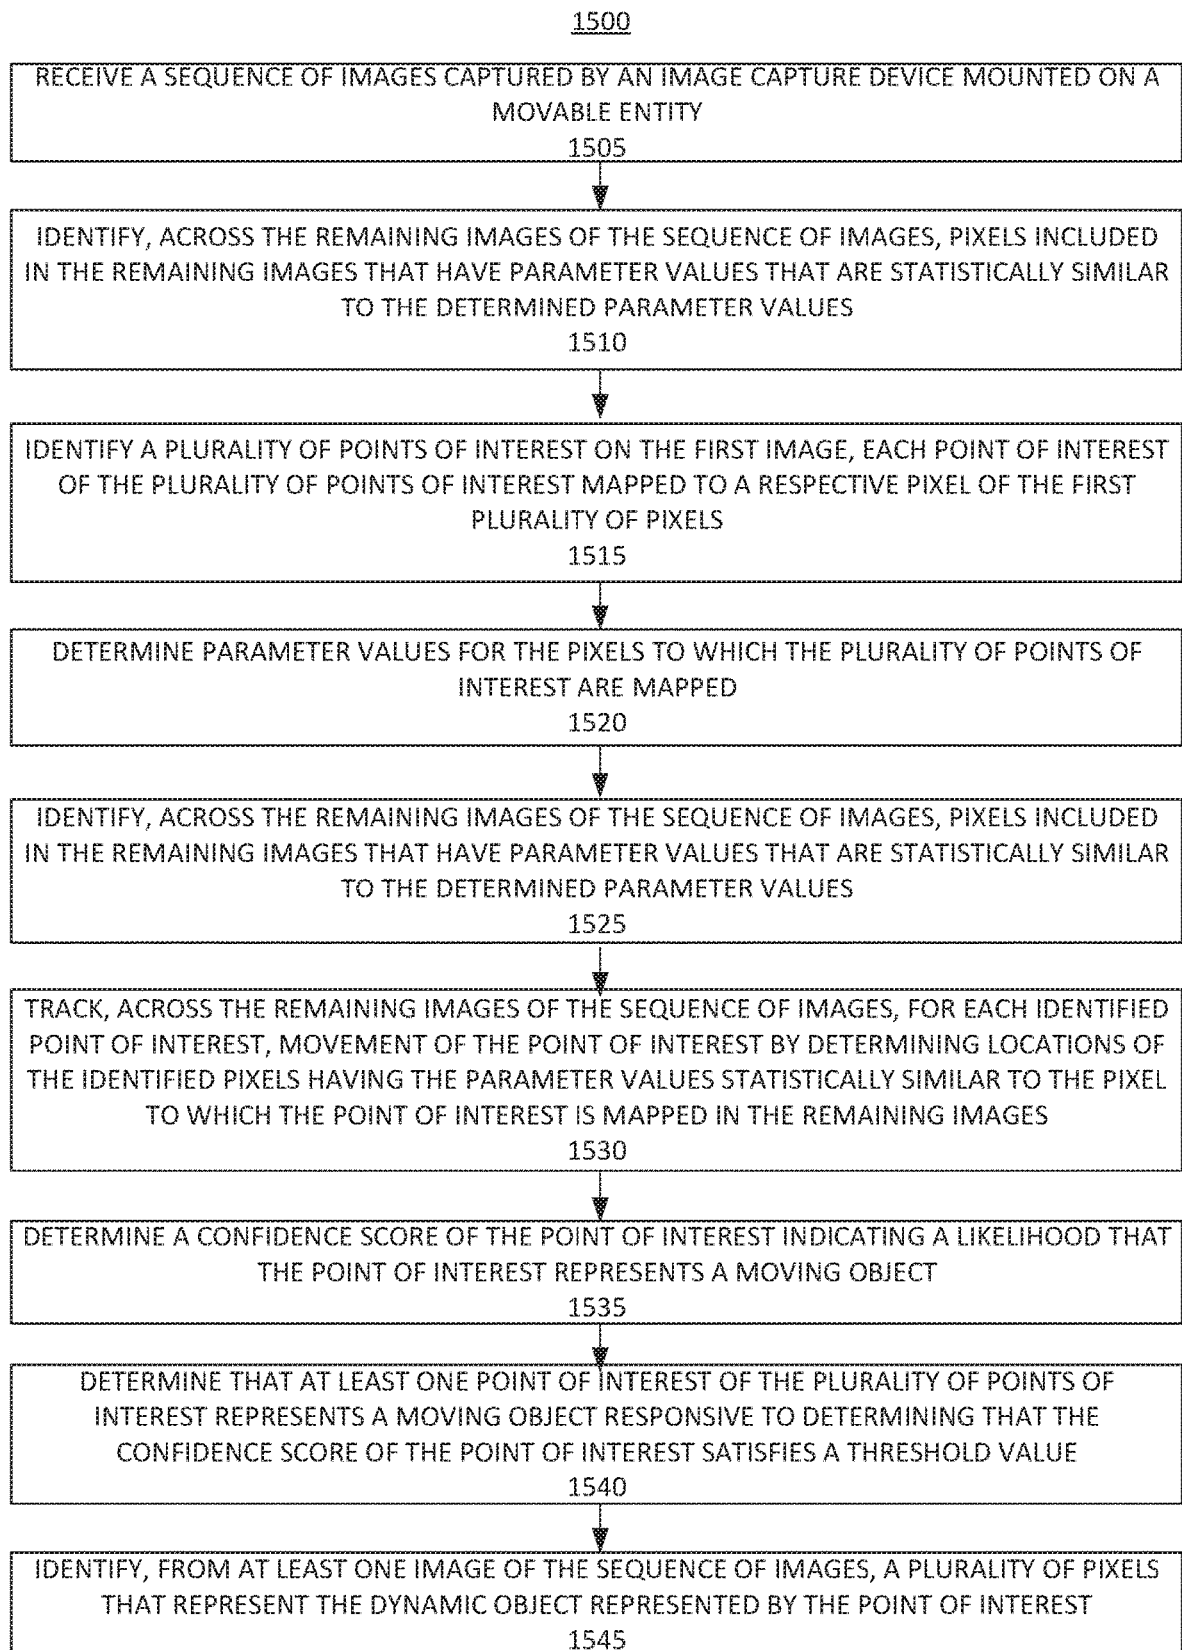 1500
RECEIVE A SEQUENCE OF IMAGES CAPTURED BY AN IMAGE CAPTURE DEVICE MOUNTED ON A
MOVABLE ENTITY
1505
IDENTIFY, ACROSS THE REMAINING IMAGES OF THE SEQUENCE OF IMAGES, PIXELS INCLUDED
IN THE REMAINING IMAGES THAT HAVE PARAMETER VALUES THAT ARE STATISTICALLY SIMILAR
TO THE DETERMINED PARAMETER VALUES
1510
IDENTIFY A PLURALITY OF POINTS OF INTEREST ON THE FIRST IMAGE, EACH POINT OF INTEREST
OF THE PLURALITY OF POINTS OF INTEREST MAPPED TO A RESPECTIVE PIXEL OF THE FIRST
PLURALITY OF PIXELS
1515
DETERMINE PARAMETER VALUES FOR THE PIXELS TO WHICH THE PLURALITY OF POINTS OF
INTEREST ARE MAPPED
1520
IDENTIFY, ACROSS THE REMAINING IMAGES OF THE SEQUENCE OF IMAGES, PIXELS INCLUDED
IN THE REMAINING IMAGES THAT HAVE PARAMETER VALUES THAT ARE STATISTICALLY SIMILAR
TO THE DETERMINED PARAMETER VALUES
1525
TRACK, ACROSS THE REMAINING IMAGES OF THE SEQUENCE OF IMAGES, FOR EACH IDENTIFIED
POINT OF INTEREST, MOVEMENT OF THE POINT OF INTEREST BY DETERMINING LOCATIONS OF
THE IDENTIFIED PIXELS HAVING THE PARAMETER VALUES STATISTICALLY SIMILAR TO THE PIXEL
TO WHICH THE POINT OF INTEREST IS MAPPED IN THE REMAINING IMAGES
1530
DETERMINE A CONFIDENCE SCORE OF THE POINT OF INTEREST INDICATING A LIKELIHOOD THAT
THE POINT OF INTEREST REPRESENTS A MOVING OBJECT
1535
DETERMINE THAT AT LEAST ONE POINT OF INTEREST OF THE PLURALITY OF POINTS OF
INTEREST REPRESENTS A MOVING OBJECT RESPONSIVE TO DETERMINING THAT THE
CONFIDENCE SCORE OF THE POINT OF INTEREST SATISFIES A THRESHOLD VALUE
1540
IDENTIFY, FROM AT LEAST ONE IMAGE OF THE SEQUENCE OF IMAGES, A PLURALITY OF PIXELS
THAT REPRESENT THE DYNAMIC OBJECT REPRESENTED BY THE POINT OF INTEREST
1545